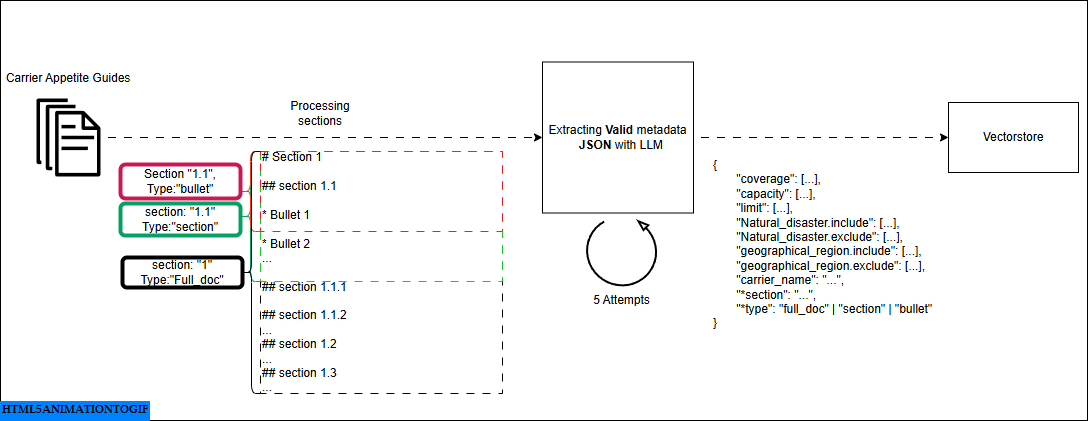 Carrier Appetite Guides
Processing
sections
# Section 1
## section 1.1
* Bullet 1
* Bullet 2
...
## section 1.1.1
## section 1.1.2
...
## section 1.2
...
## section 1.3
...
Section "1.1",
Type:"bullet"
section: "1.1"
Type:"section"
section: "1"
Type:"Full_doc"
Extracting Valid metadata
JSON with LLM
5 Attempts
{
"coverage": [...],
"capacity": [...],
"limit": [...],
"Natural_disaster.include": [...],
"Natural_disaster.exclude": [...],
"geographical_region.include": [...],
"geographical_region.exclude": [...],
"carrier_name": "...",
"*section": "...",
"*type": "full_doc" | "section" | "bullet"
}
Vectorstore
HTML5ANIMATIONTOGIF